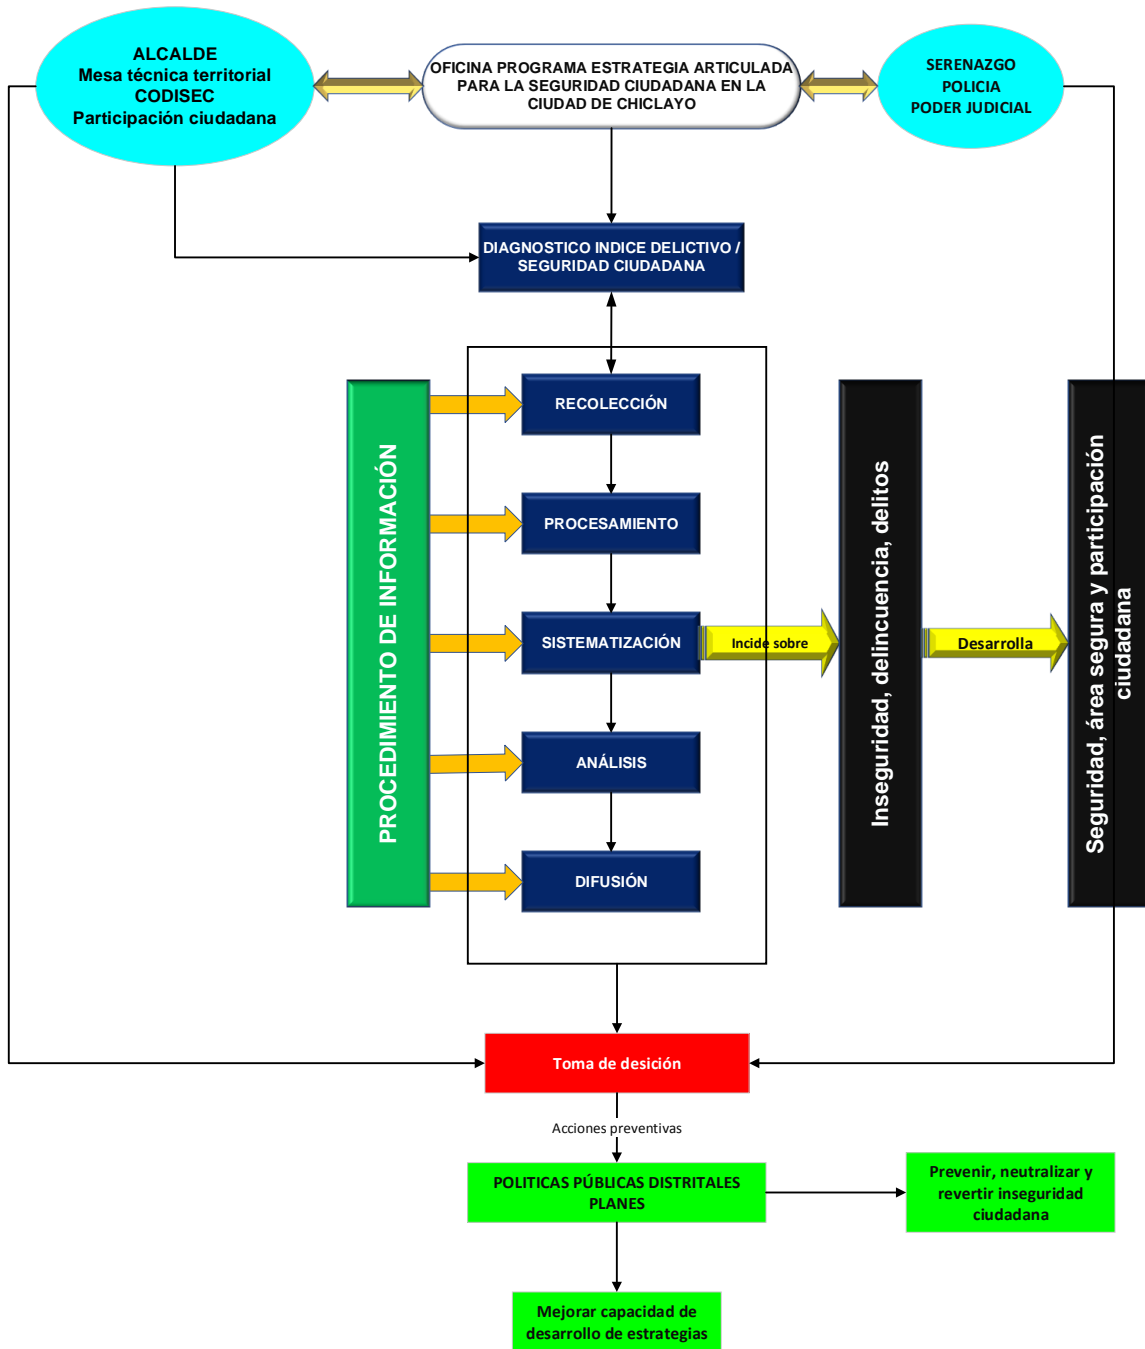 ALCALDE
Mesa técnica territorial
CODISEC
Participación ciudadana
OFICINA PROGRAMA ESTRATEGIA ARTICULADA
PARA LA SEGURIDAD CIUDADANA EN LA
CIUDAD DE CHICLAYO
SERENAZGO
POLICIA
PODER JUDICIAL
DIAGNOSTICO INDICE DELICTIVO /
SEGURIDAD CIUDADANA
PROCEDIMIENTO DE INFORMACIÓN
RECOLECCIÓN
PROCESAMIENTO
SISTEMATIZACIÓN
ANÁLISIS
DIFUSIÓN
Incide sobre
Inseguridad, delincuencia, delitos
Desarrolla
Seguridad, área segura y participación
ciudadana
Toma de desición
Acciones preventivas
POLITICAS PÚBLICAS DISTRITALES
PLANES
Prevenir, neutralizar y
revertir inseguridad
ciudadana
Mejorar capacidad de
desarrollo de estrategias